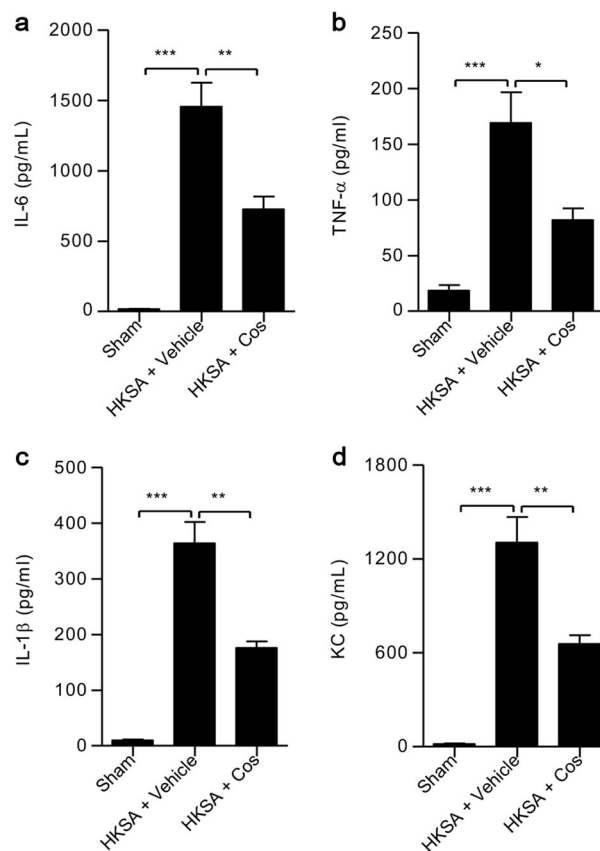 a
IL-6 (pg/mL)
2000
1500
1000
500
0
***
**
Sham
HKSA + Vehicle
HKSA + Cos
b
TNF-α (pg/ml)
250
200
150
100
50
0
***
*
Sham
HKSA + Vehicle
HKSA + Cos
c
IL-1β (pg/ml)
500
400
300
200
100
0
***
**
Sham
HKSA + Vehicle
HKSA + Cos
d
KC (pg/mL)
1800
1200
600
0
***
**
Sham
HKSA + Vehicle
HKSA + Cos